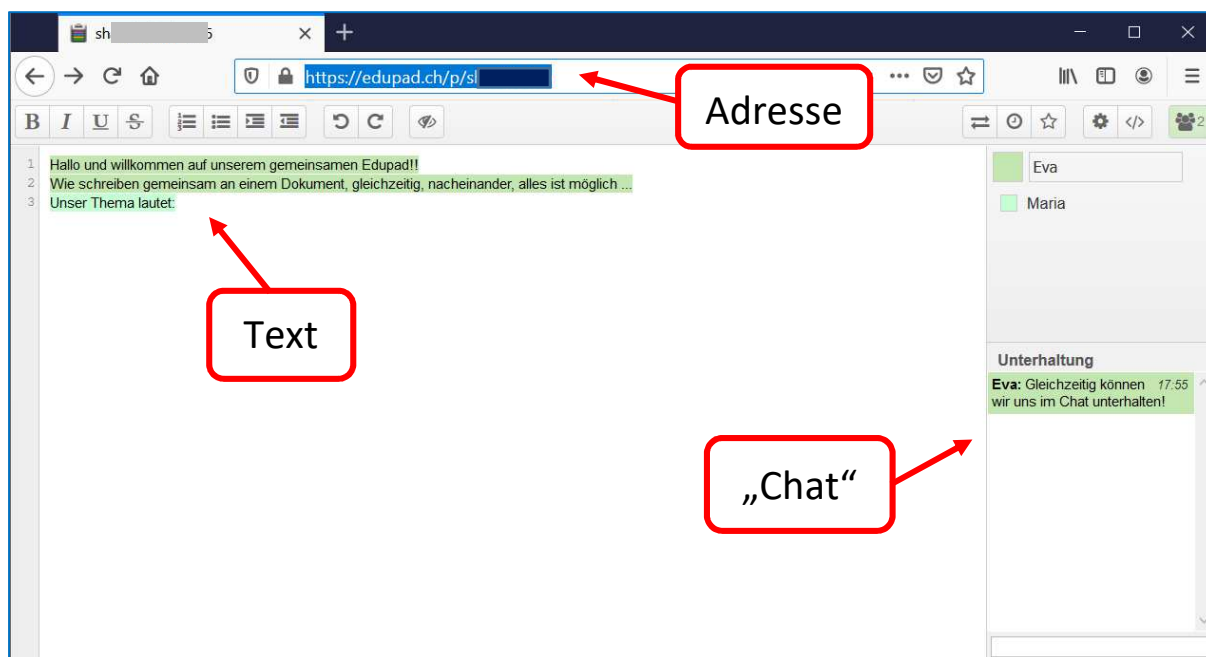 sh 5
https://edupad.ch/p/sl
Adresse
B I U S
2
1 Hallo und willkommen auf unserem gemeinsamen Edupad!!
2 Wie schreiben gemeinsam an einem Dokument, gleichzeitig, nacheinander, alles ist möglich ...
3 Unser Thema lautet:
Eva
Maria
Text
Unterhaltung
Eva: Gleichzeitig können 17:55
wir uns im Chat unterhalten!
„Chat“